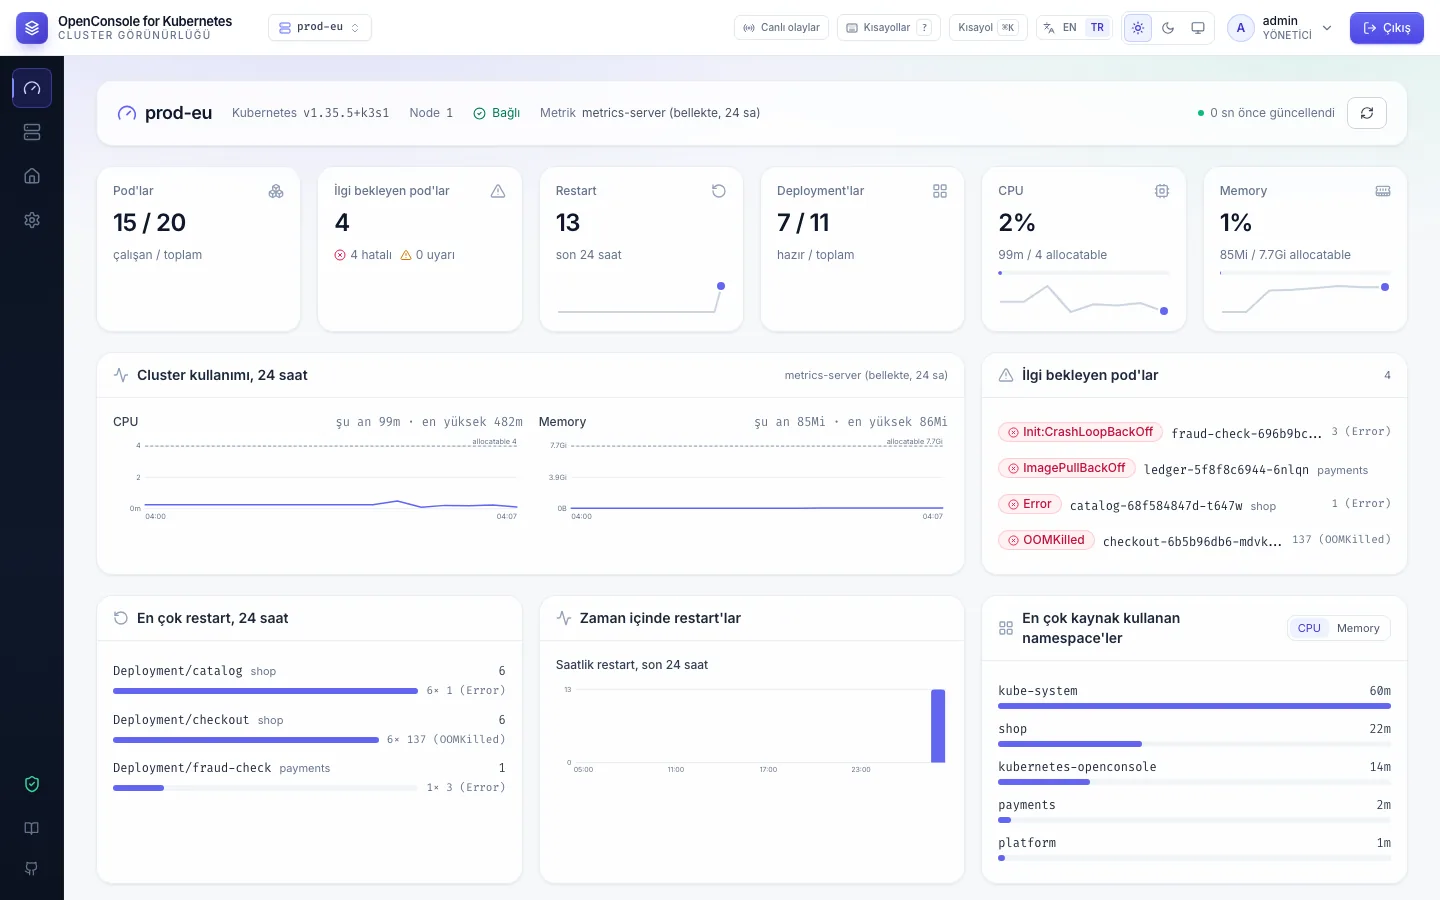 OpenConsole for Kubernetes
CLUSTER GÖRÜNÜRLÜĞÜ
prod-eu
Canlı olaylar
Kısayollar ?
Kısayol ⌘K
EN TR
A
admin
YÖNETİCİ
Çıkış
prod-eu
Kubernetes v1.35.5+k3s1
Node 1
Bağlı
Metrik metrics-server (bellekte, 24 sa)
0 sn önce güncellendi
Pod'lar
15 / 20
çalışan / toplam
İlgi bekleyen pod'lar
4
4 hatalı 0 uyarı
Restart
13
son 24 saat
Deployment'lar
7 / 11
hazır / toplam
CPU
2%
99m / 4 allocatable
Memory
1%
85Mi / 7.7Gi allocatable
Cluster kullanımı, 24 saat
metrics-server (bellekte, 24 sa)
CPU
şu an 99m · en yüksek 482m
allocatable 4
4
2
0m
04:00 04:07
Memory
şu an 85Mi · en yüksek 86Mi
allocatable 7.7Gi
7.7Gi
3.9Gi
0B
04:00 04:07
İlgi bekleyen pod'lar
4
Init:CrashLoopBackOff fraud-check-696b9bc... 3 (Error)
ImagePullBackOff ledger-5f8f8c6944-6nlqn payments
Error catalog-68f584847d-t647w shop 1 (Error)
OOMKilled checkout-6b5b96db6-mdvk... 137 (OOMKilled)
En çok restart, 24 saat
Deployment/catalog shop 6
6× 1 (Error)
Deployment/checkout shop 6
6× 137 (OOMKilled)
Deployment/fraud-check payments 1
1× 3 (Error)
Zaman içinde restart'lar
Saatlik restart, son 24 saat
13
0
05:00 11:00 17:00 23:00
En çok kaynak kullanan
namespace'ler
CPU Memory
kube-system 60m
shop 22m
kubernetes-openconsole 14m
payments 2m
platform 1m